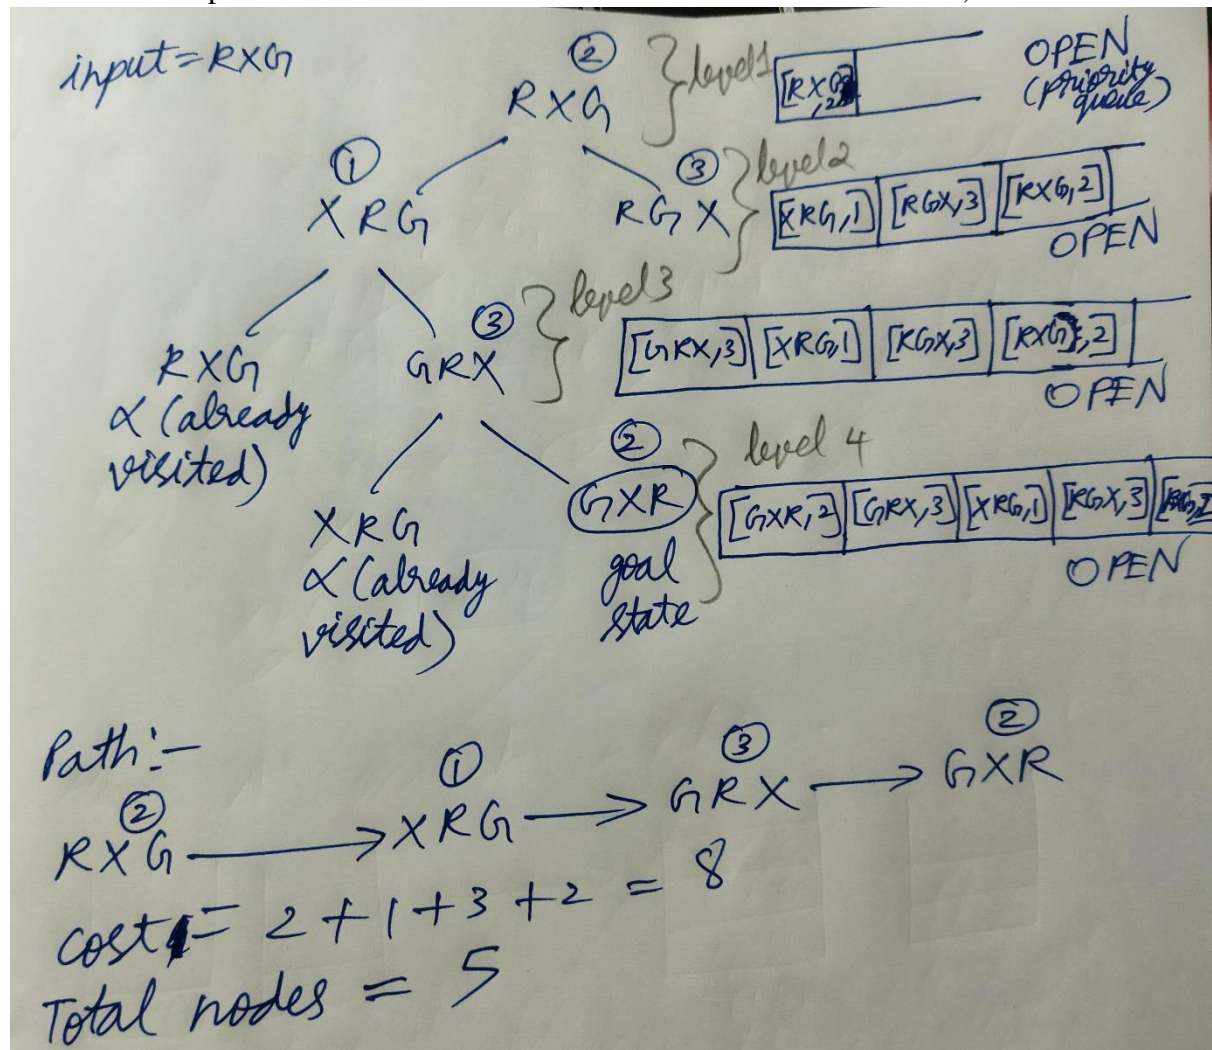 input = RXG
②
RXG
level1
[RXG,2]
OPEN
(priority
queue)
①
XRG
③
RGX
level2
[XRG,1] [RGX,3] [RXG,2]
OPEN
RXG
∝ (already
visited)
③
GRX
level3
[GRX,3] [XRG,1] [RGX,3] [RXG,2]
OPEN
XRG
∝ (already
visited)
②
GXR
goal
state
level 4
[GXR,2] [GRX,3] [XRG,1] [RGX,3]
OPEN
Path:-
② ① ③ ②
RXG → XRG → GRX → GXR
cost = 2 + 1 + 3 + 2 = 8
Total nodes = 5